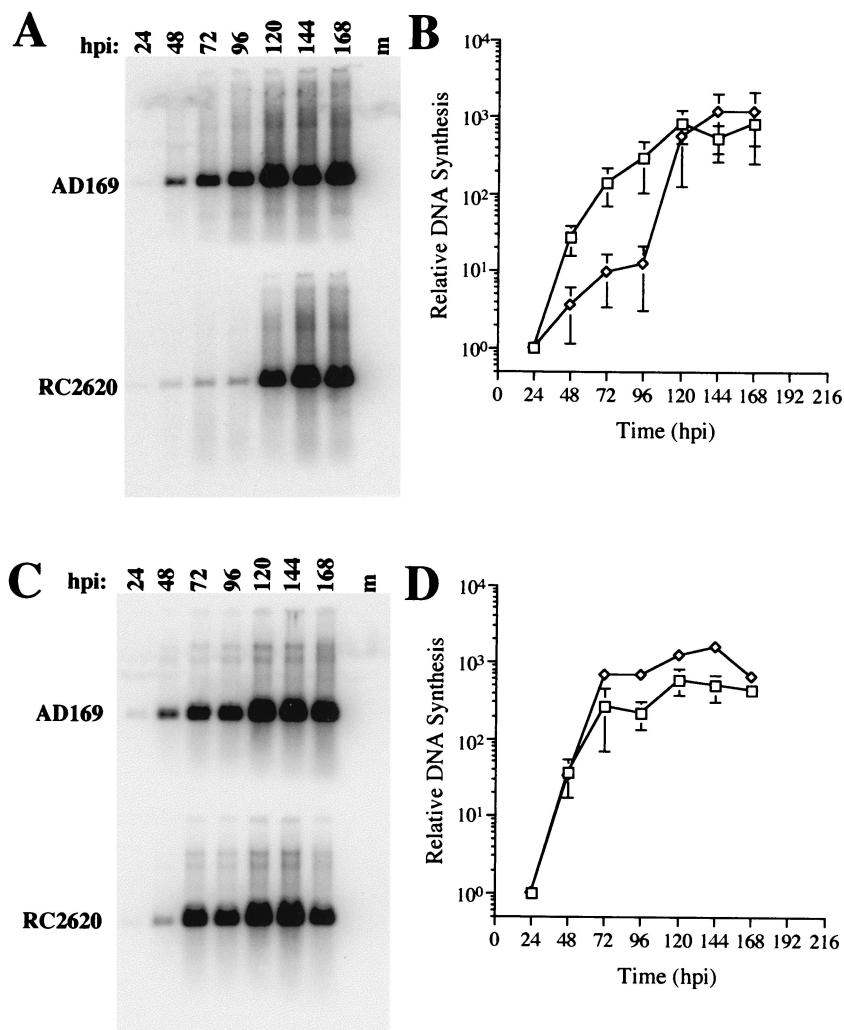 A
hpi: 24 48 72 96 120 144 168 m
AD169
RC2620
B
Relative DNA Synthesis
10⁴
10³
10²
10¹
10⁰
0 24 48 72 96 120 144 168 192 216
Time (hpi)
C
hpi: 24 48 72 96 120 144 168 m
AD169
RC2620
D
Relative DNA Synthesis
10⁴
10³
10²
10¹
10⁰
0 24 48 72 96 120 144 168 192 216
Time (hpi)